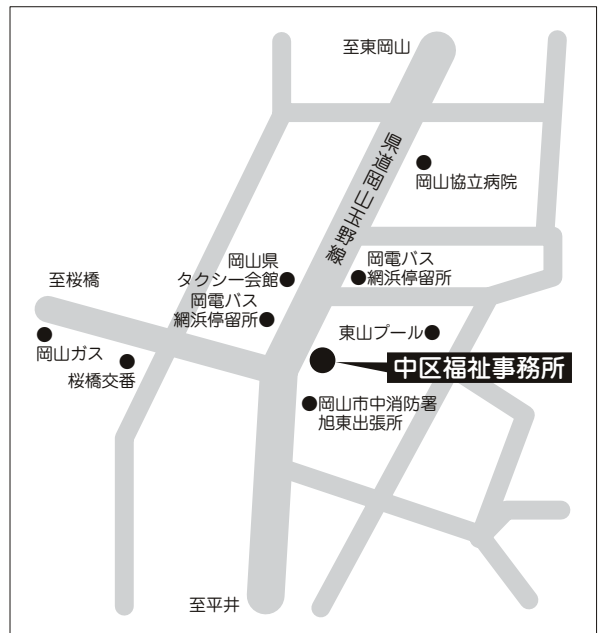 至東岡山
県道岡山玉野線
岡山協立病院
岡山県
タクシー会館
岡電バス
網浜停留所
至桜橋
岡電バス
網浜停留所
東山プール
岡山ガス
桜橋交番
中区福祉事務所
岡山市中消防署
旭東出張所
至平井